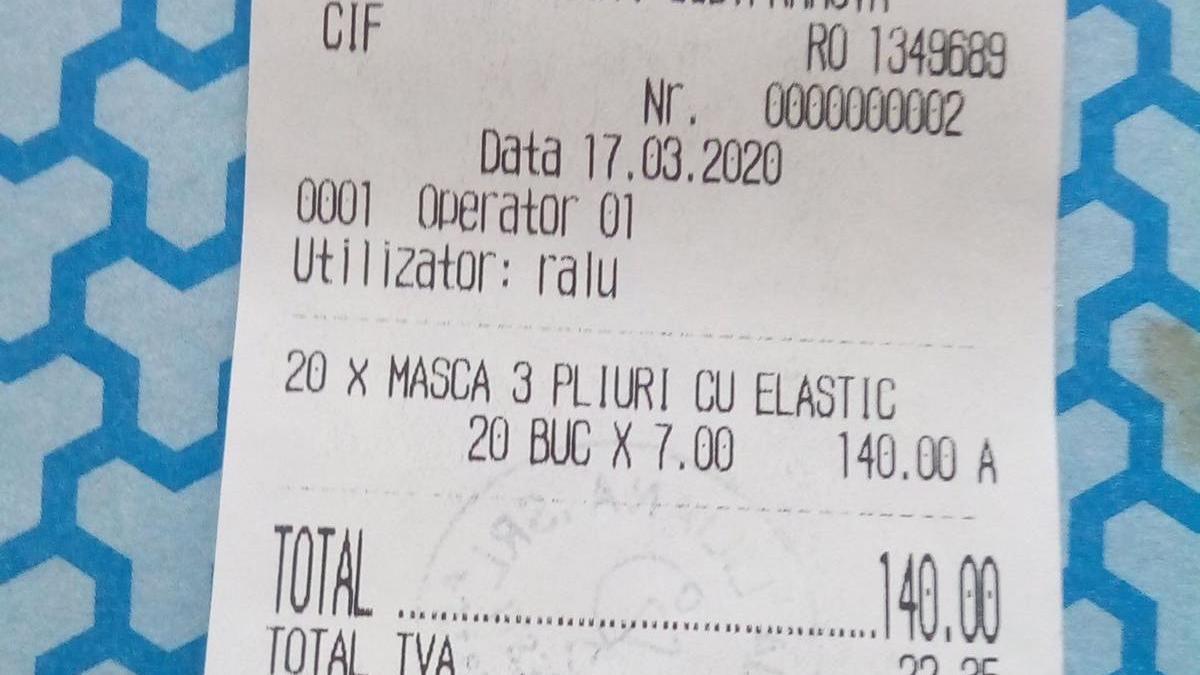 CIF RO 1349689
Nr. 0000000002
Data 17.03.2020
0001 Operator 01
Utilizator: ralu
20 X MASCA 3 PLIURI CU ELASTIC
20 BUC X 7.00 140.00 A
TOTAL 140.00
TOTAL TVA